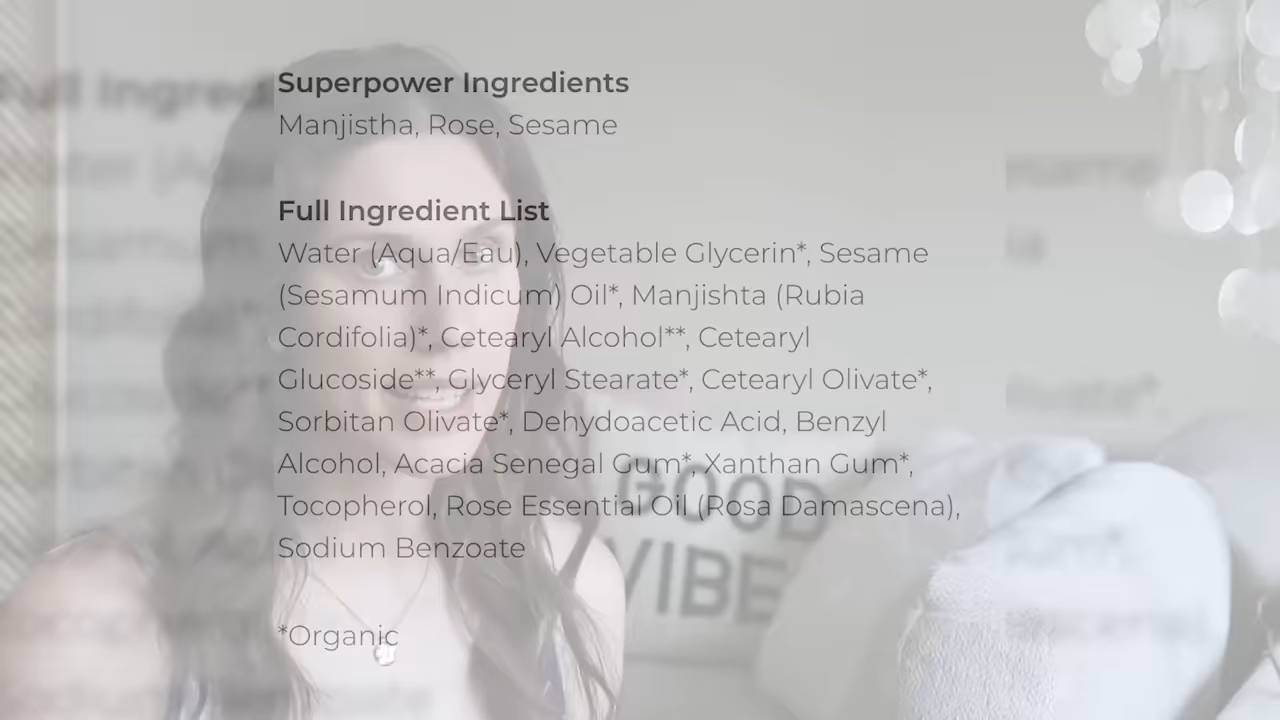 Superpower Ingredients
Manjistha, Rose, Sesame
Full Ingredient List
Water (Aqua/Eau), Vegetable Glycerin*, Sesame
(Sesamum Indicum) Oil*, Manjishta (Rubia
Cordifolia)*, Cetearyl Alcohol**, Cetearyl
Glucoside**, Glyceryl Stearate*, Cetearyl Olivate*,
Sorbitan Olivate*, Dehydoacetic Acid, Benzyl
Alcohol, Acacia Senegal Gum*, Xanthan Gum*,
Tocopherol, Rose Essential Oil (Rosa Damascena),
Sodium Benzoate
*Organic
GOOD
VIBE